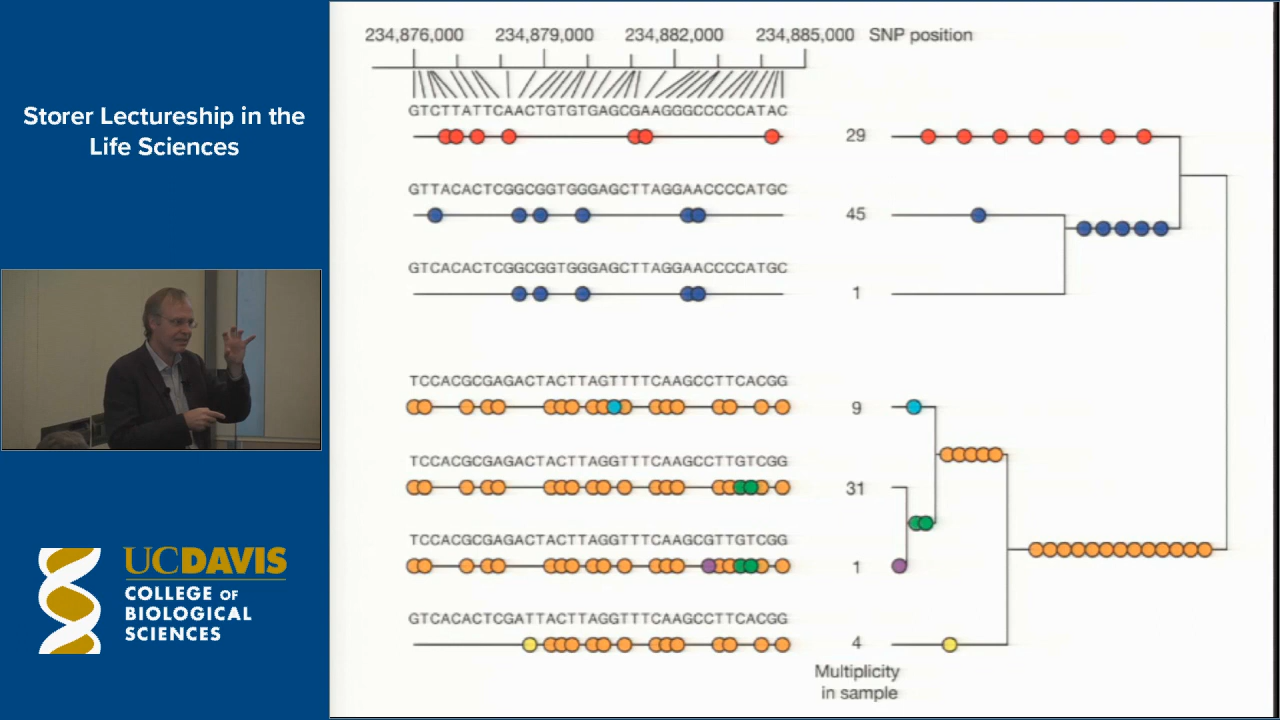 Storer Lectureship in the
Life Sciences
UCDAVIS
COLLEGE OF
BIOLOGICAL
SCIENCES
234,876,000 234,879,000 234,882,000 234,885,000 SNP position
GTCTTATTCAACTGTGTGAGCGAAGGGCCCCCATAC
29
GTTACACTCGGCGGTGGGAGCTTAGGAACCCCATGC
45
GTCACACTCGGCGGTGGGAGCTTAGGAACCCCATGC
1
TCCACGCGAGACTACTTAGTTTTCAAGCCTTCACGG
9
TCCACGCGAGACTACTTAGGTTTCAAGCCTTGTCGG
31
TCCACGCGAGACTACTTAGGTTTCAAGCGTTGTCGG
1
GTCACACTCGATTACTTAGGTTTCAAGCCTTCACGG
4
Multiplicity
in sample